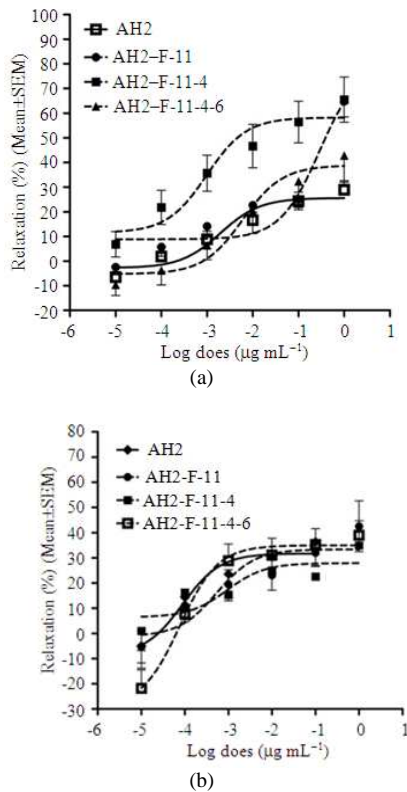 100
90
80
70
60
50
40
30
20
10
0
-10
-20
Relaxation (%) (Mean±SEM)
AH2
AH2–F-11
AH2–F-11-4
AH2–F-11-4-6
-6 -5 -4 -3 -2 -1 0 1
Log does (μg mL⁻¹)
(a)
80
70
60
50
40
30
20
10
0
-10
-20
-30
Relaxation (%) (Mean±SEM)
AH2
AH2-F-11
AH2-F-11-4
AH2-F-11-4-6
-6 -5 -4 -3 -2 -1 0 1
Log does (μg mL⁻¹)
(b)